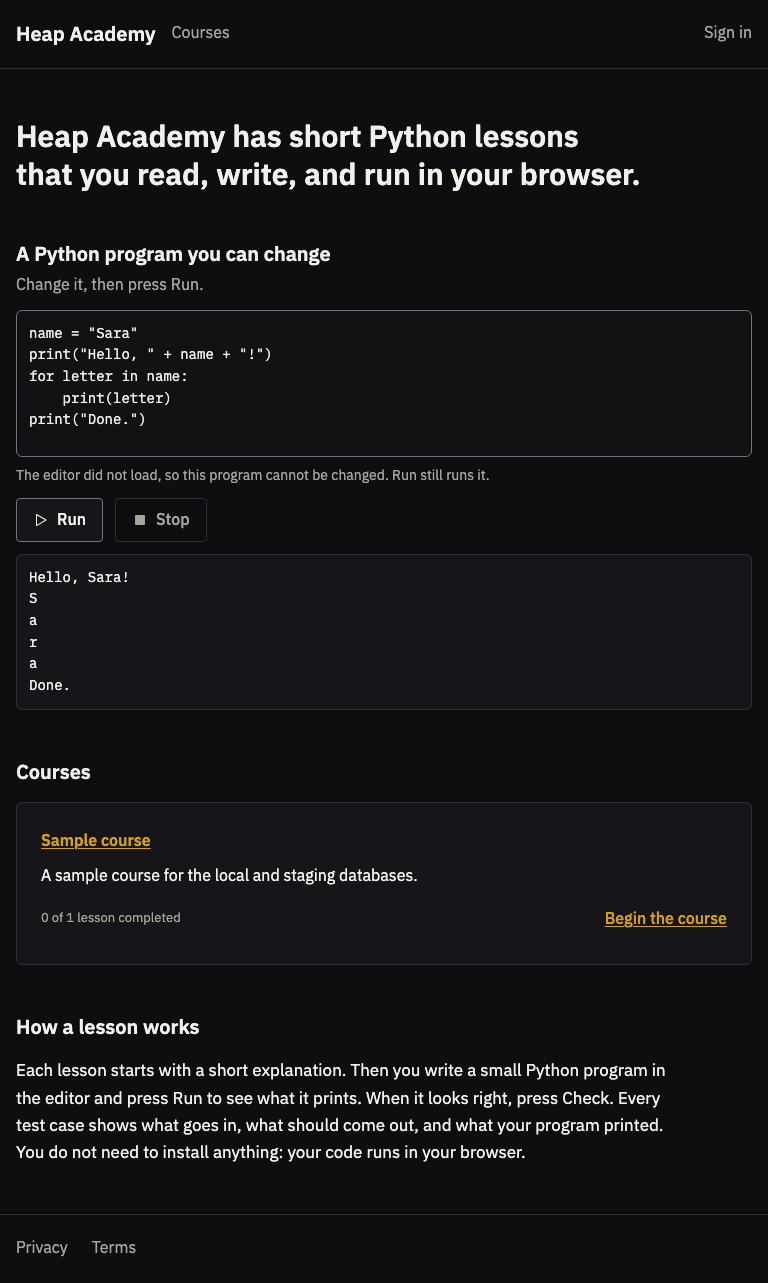 Heap Academy Courses Sign in
Heap Academy has short Python lessons
that you read, write, and run in your browser.
A Python program you can change
Change it, then press Run.
name = "Sara"
print("Hello, " + name + "!")
for letter in name:
    print(letter)
print("Done.")
The editor did not load, so this program cannot be changed. Run still runs it.
Run Stop
Hello, Sara!
S
a
r
a
Done.
Courses
Sample course
A sample course for the local and staging databases.
0 of 1 lesson completed Begin the course
How a lesson works
Each lesson starts with a short explanation. Then you write a small Python program in
the editor and press Run to see what it prints. When it looks right, press Check. Every
test case shows what goes in, what should come out, and what your program printed.
You do not need to install anything: your code runs in your browser.
Privacy Terms